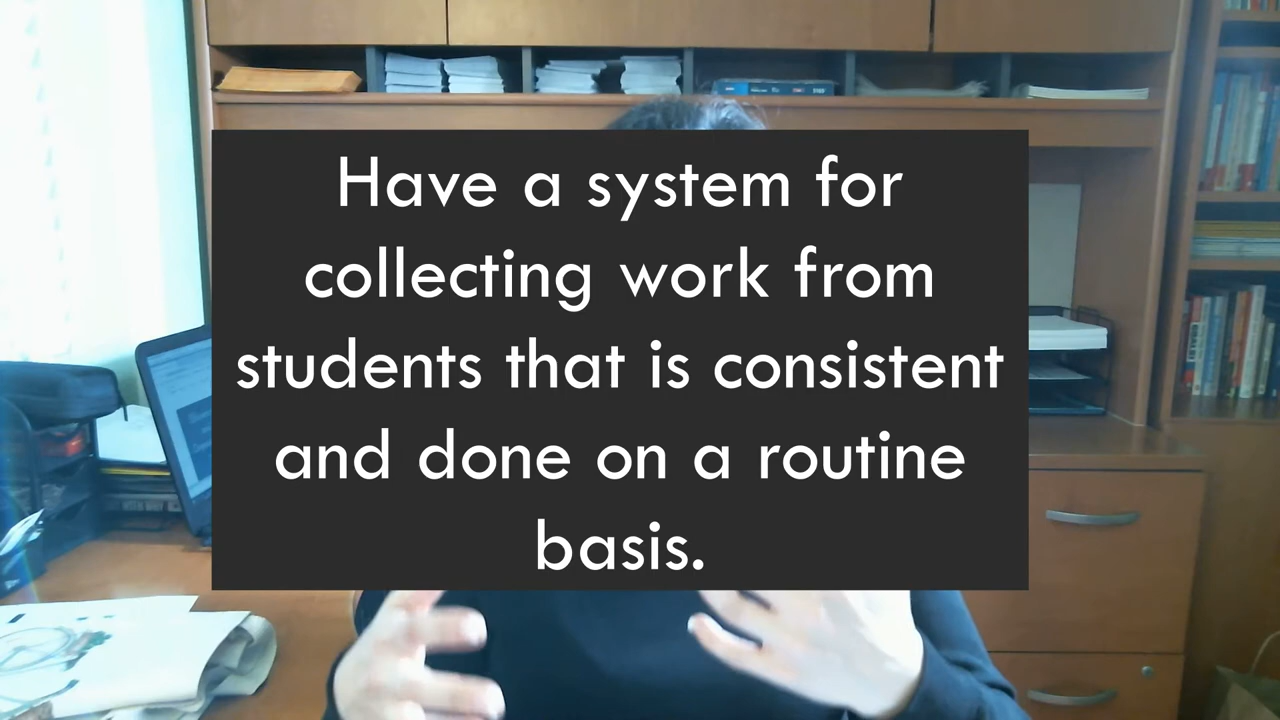 Have a system for
collecting work from
students that is consistent
and done on a routine
basis.